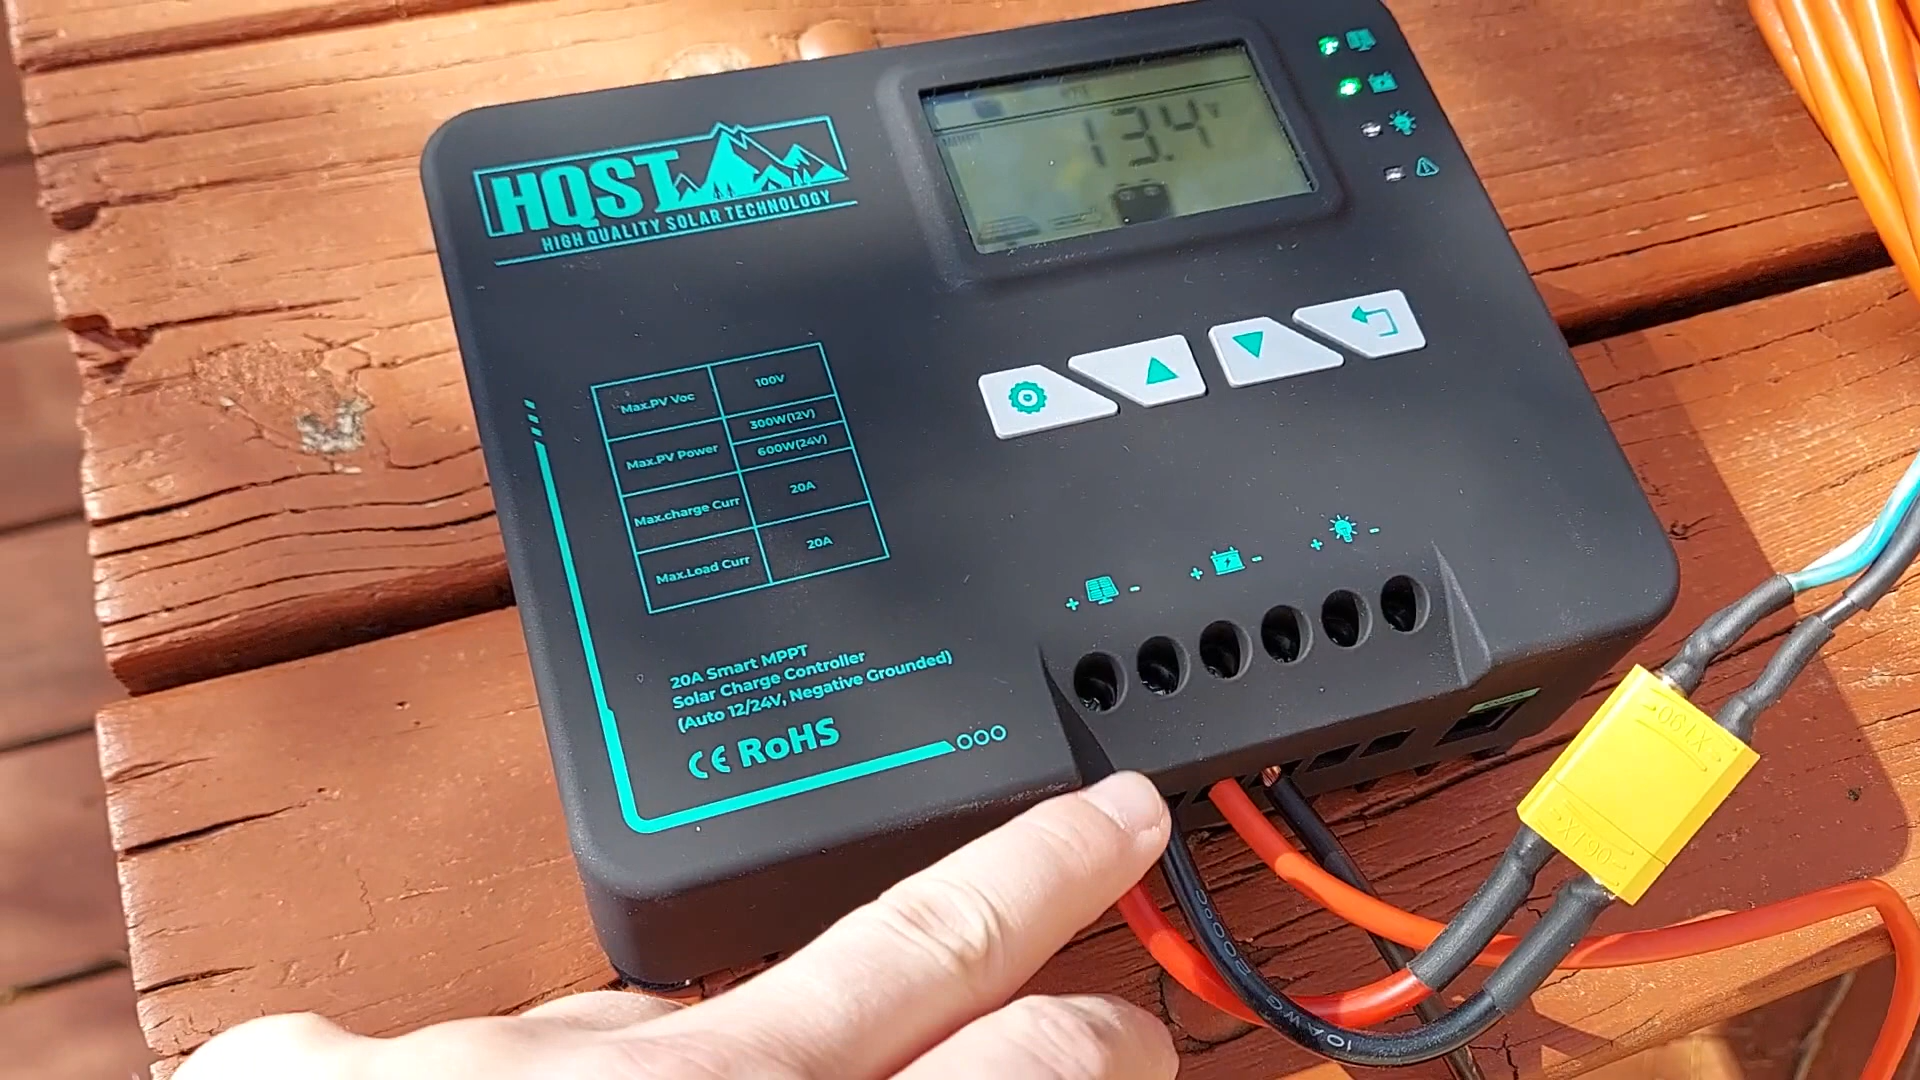 HQST
HIGH QUALITY SOLAR TECHNOLOGY
13.4 V
Max.PV Voc 100V
Max.PV Power 300W(12V)
600W(24V)
Max.charge Curr 20A
Max.Load Curr 20A
+ - + - + -
20A Smart MPPT
Solar Charge Controller
(Auto 12/24V, Negative Grounded)
CE RoHS
XT90
XT90
10AWG 200°C